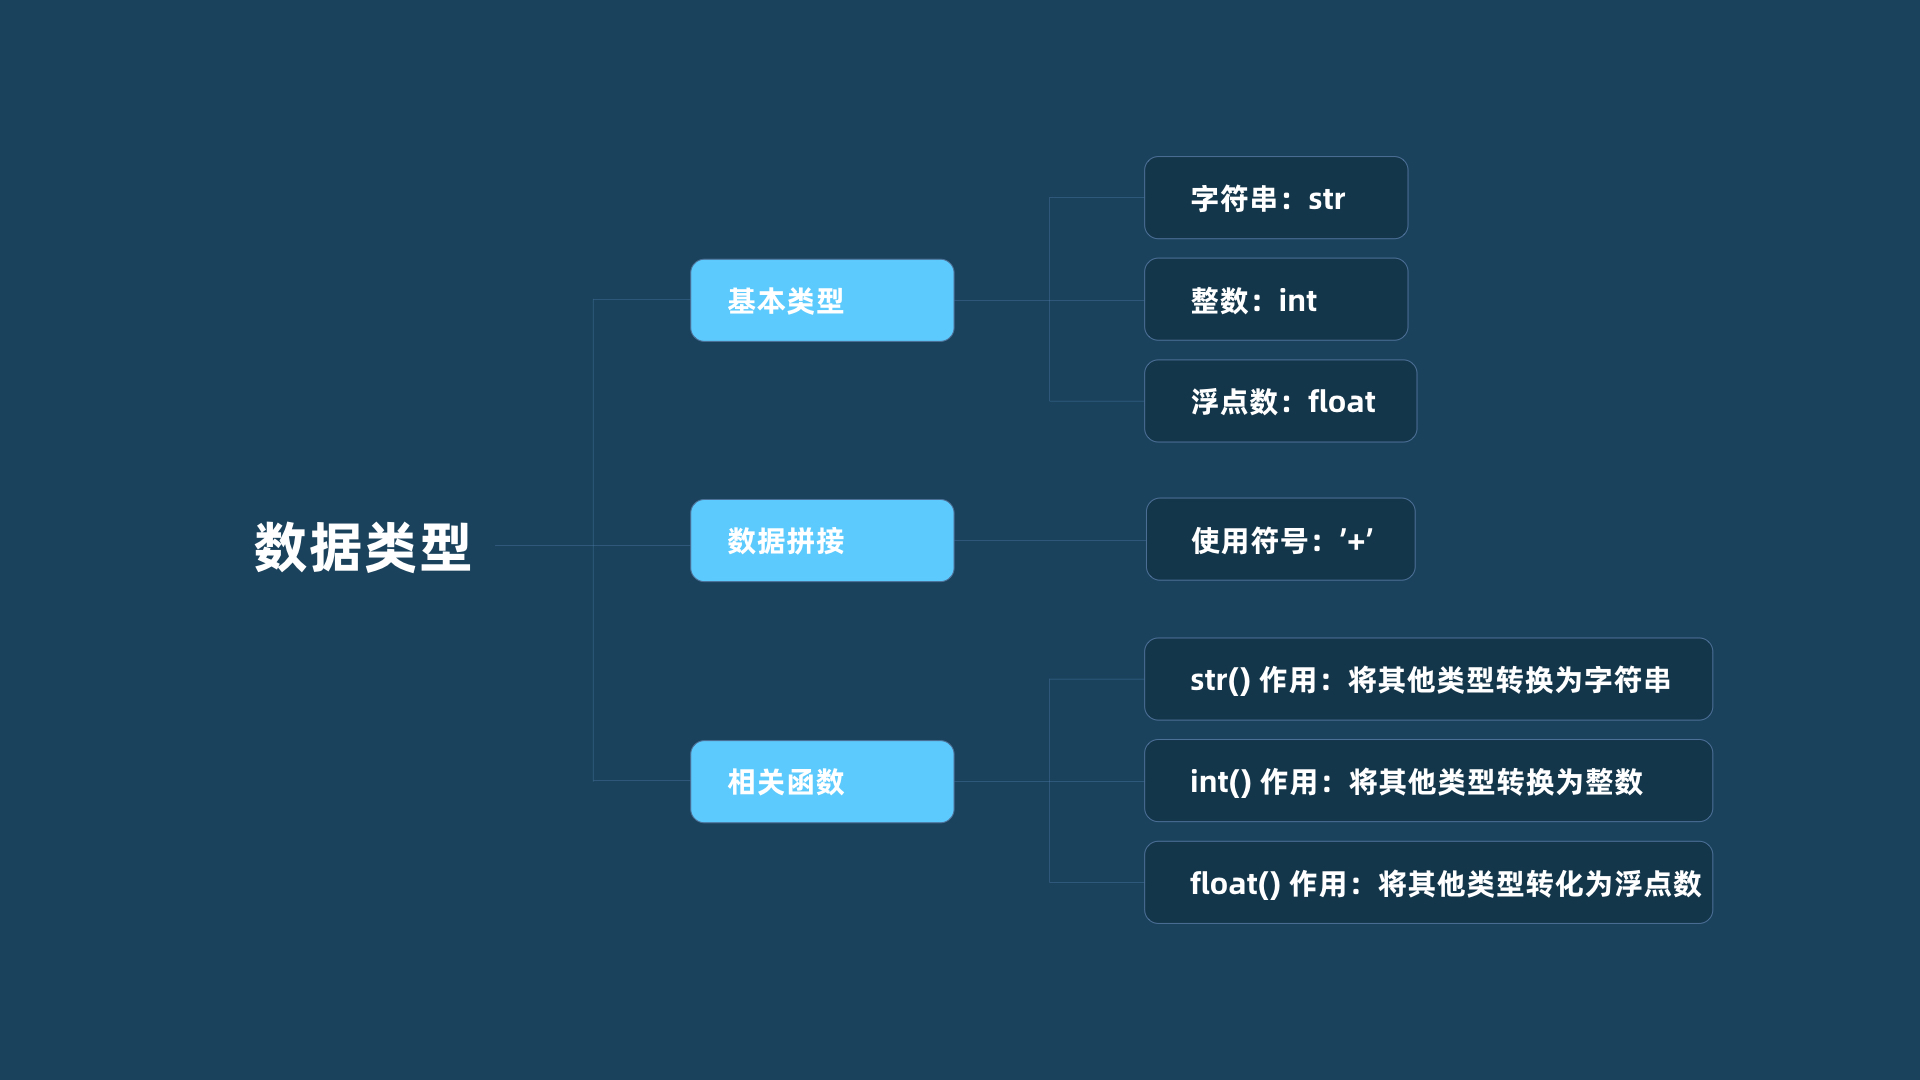 数据类型
基本类型
字符串：str
整数：int
浮点数：float
数据拼接
使用符号：’+’
相关函数
str() 作用：将其他类型转换为字符串
int() 作用：将其他类型转换为整数
float() 作用：将其他类型转化为浮点数